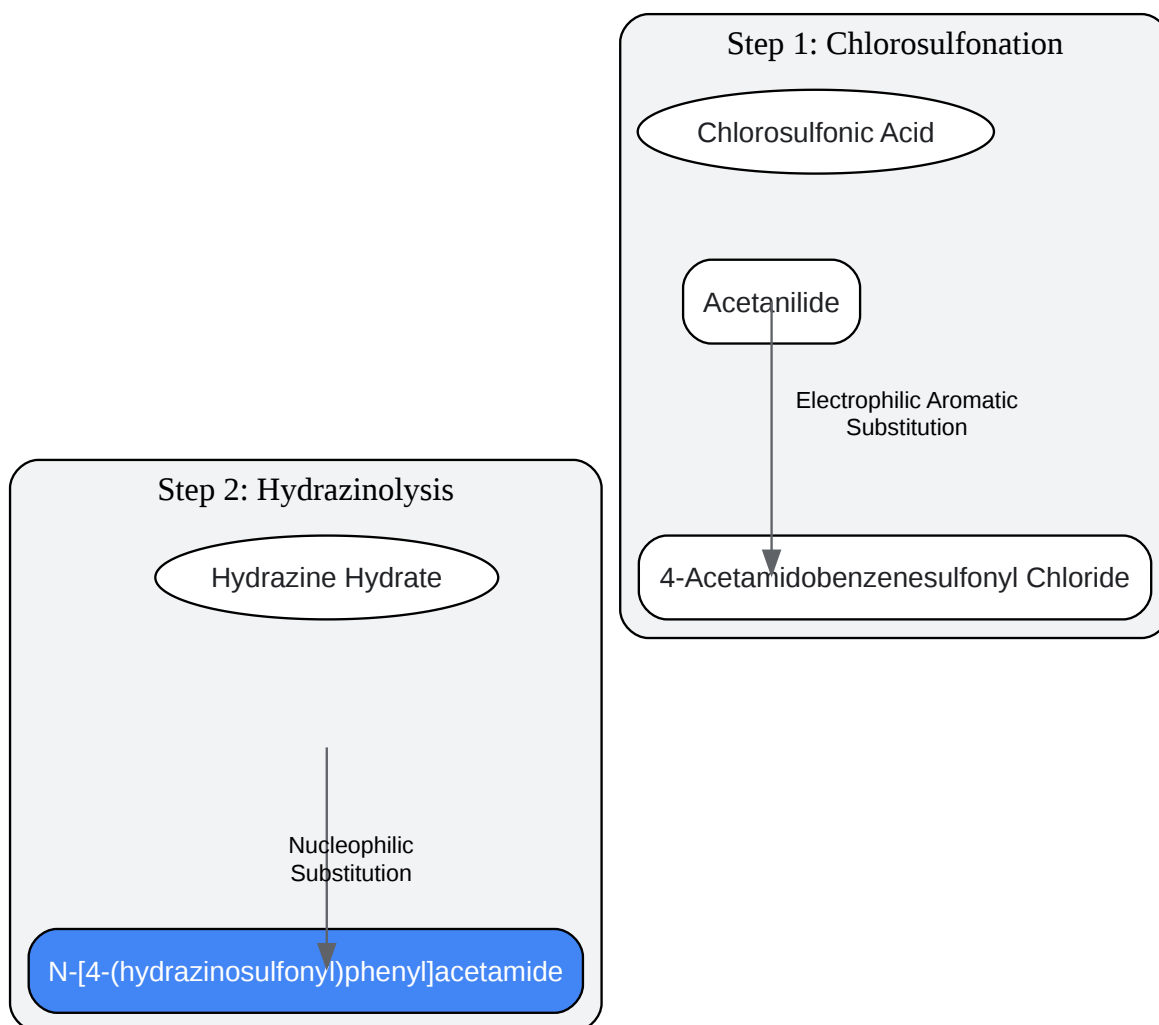 Step 1: Chlorosulfonation
Chlorosulfonic Acid
Acetanilide
Electrophilic Aromatic
Substitution
4-Acetamidobenzenesulfonyl Chloride
Step 2: Hydrazinolysis
Hydrazine Hydrate
Nucleophilic
Substitution
N-[4-(hydrazinosulfonyl)phenyl]acetamide